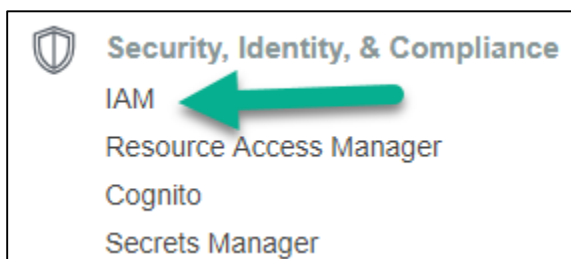 Security, Identity, & Compliance
IAM
Resource Access Manager
Cognito
Secrets Manager